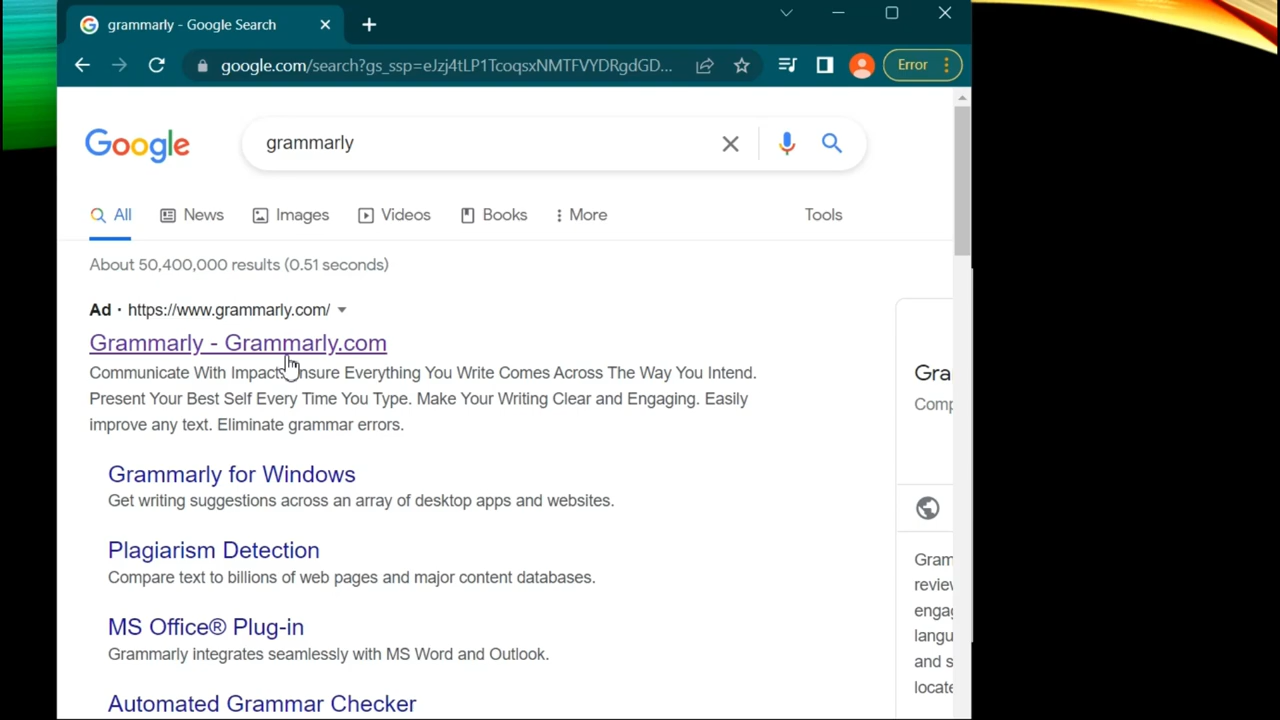 grammarly - Google Search
google.com/search?gs_ssp=eJzj4tLP1TcoqsxNMTFVYDRgdGD...
Error
Google
grammarly
All News Images Videos Books More Tools
About 50,400,000 results (0.51 seconds)
Ad · https://www.grammarly.com/
Grammarly - Grammarly.com
Communicate With Impact. Ensure Everything You Write Comes Across The Way You Intend.
Present Your Best Self Every Time You Type. Make Your Writing Clear and Engaging. Easily
improve any text. Eliminate grammar errors.
Grammarly for Windows
Get writing suggestions across an array of desktop apps and websites.
Plagiarism Detection
Compare text to billions of web pages and major content databases.
MS Office® Plug-in
Grammarly integrates seamlessly with MS Word and Outlook.
Automated Grammar Checker
Gra
Comp
Gram
review
engag
langu
and s
locate